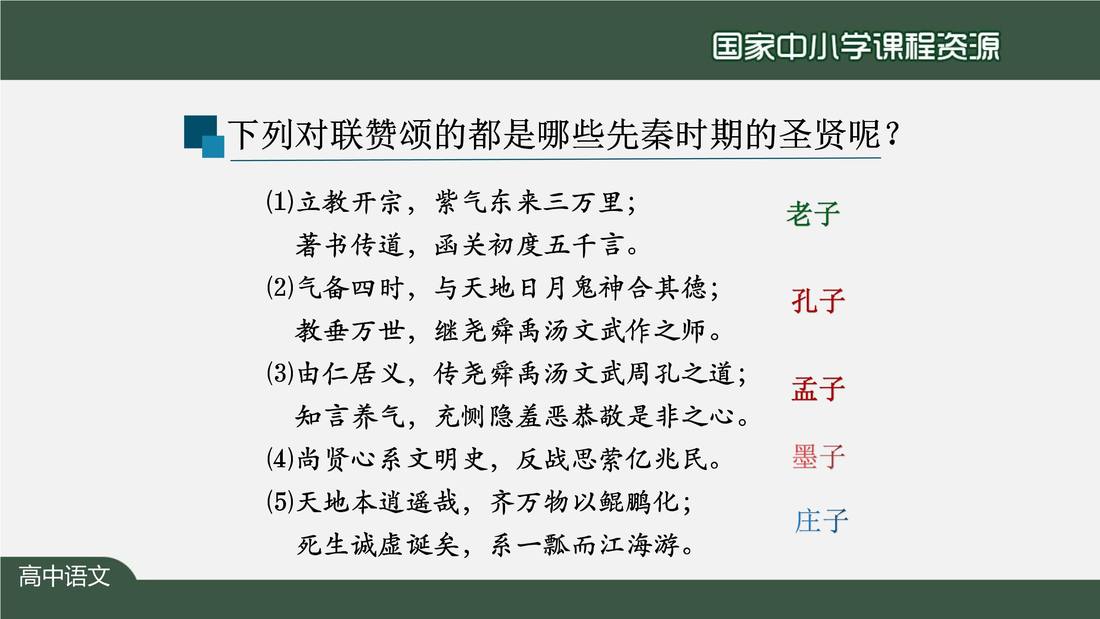 国家中小学课程资源
下列对联赞颂的都是哪些先秦时期的圣贤呢？
⑴立教开宗，紫气东来三万里；
著书传道，函关初度五千言。
老子
⑵气备四时，与天地日月鬼神合其德；
教垂万世，继尧舜禹汤文武作之师。
孔子
⑶由仁居义，传尧舜禹汤文武周孔之道；
知言养气，充恻隐羞恶恭敬是非之心。
孟子
⑷尚贤心系文明史，反战思萦亿兆民。
墨子
⑸天地本逍遥哉，齐万物以鲲鹏化；
死生诚虚诞矣，系一瓢而江海游。
庄子
高中语文